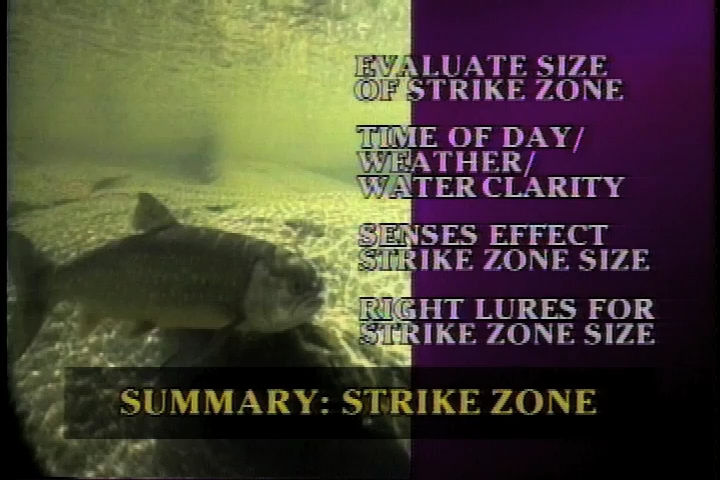 EVALUATE SIZE
OF STRIKE ZONE
TIME OF DAY/
WEATHER/
WATER CLARITY
SENSES EFFECT
STRIKE ZONE SIZE
RIGHT LURES FOR
STRIKE ZONE SIZE
SUMMARY: STRIKE ZONE